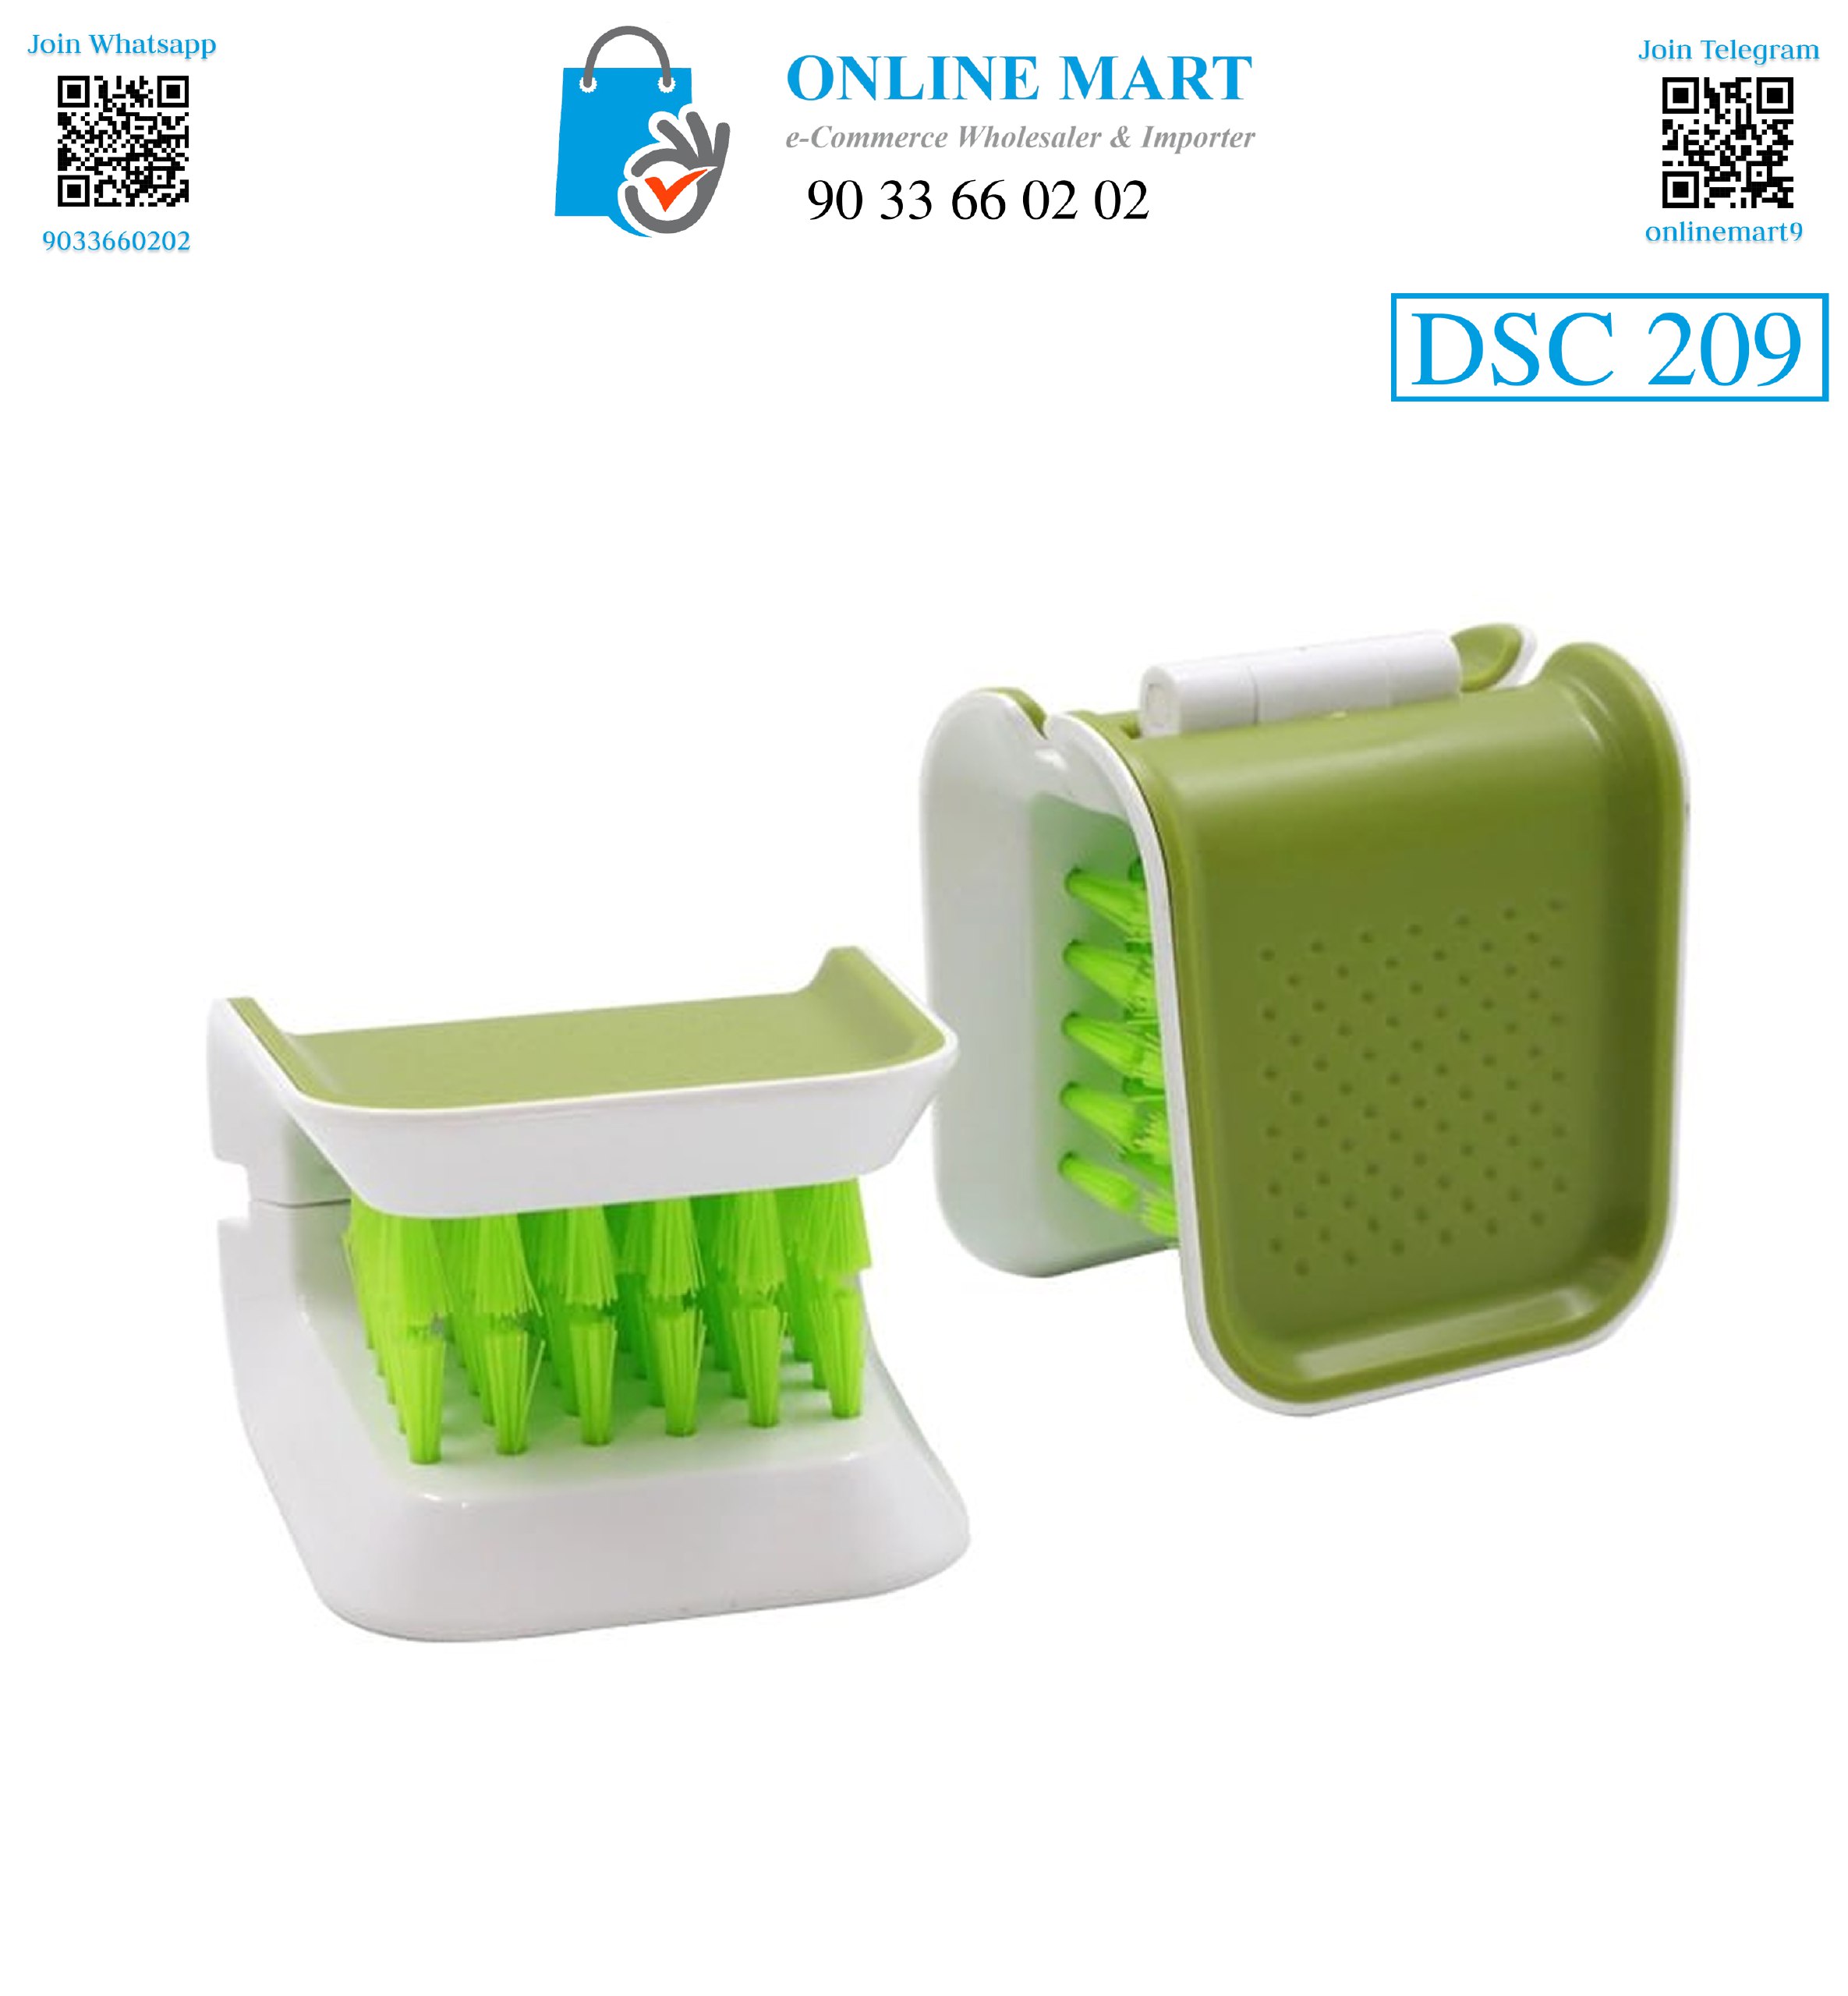 Join Whatsapp
9033660202
ONLINE MART
e-Commerce Wholesaler & Importer
90 33 66 02 02
Join Telegram
onlinemart9
DSC 209